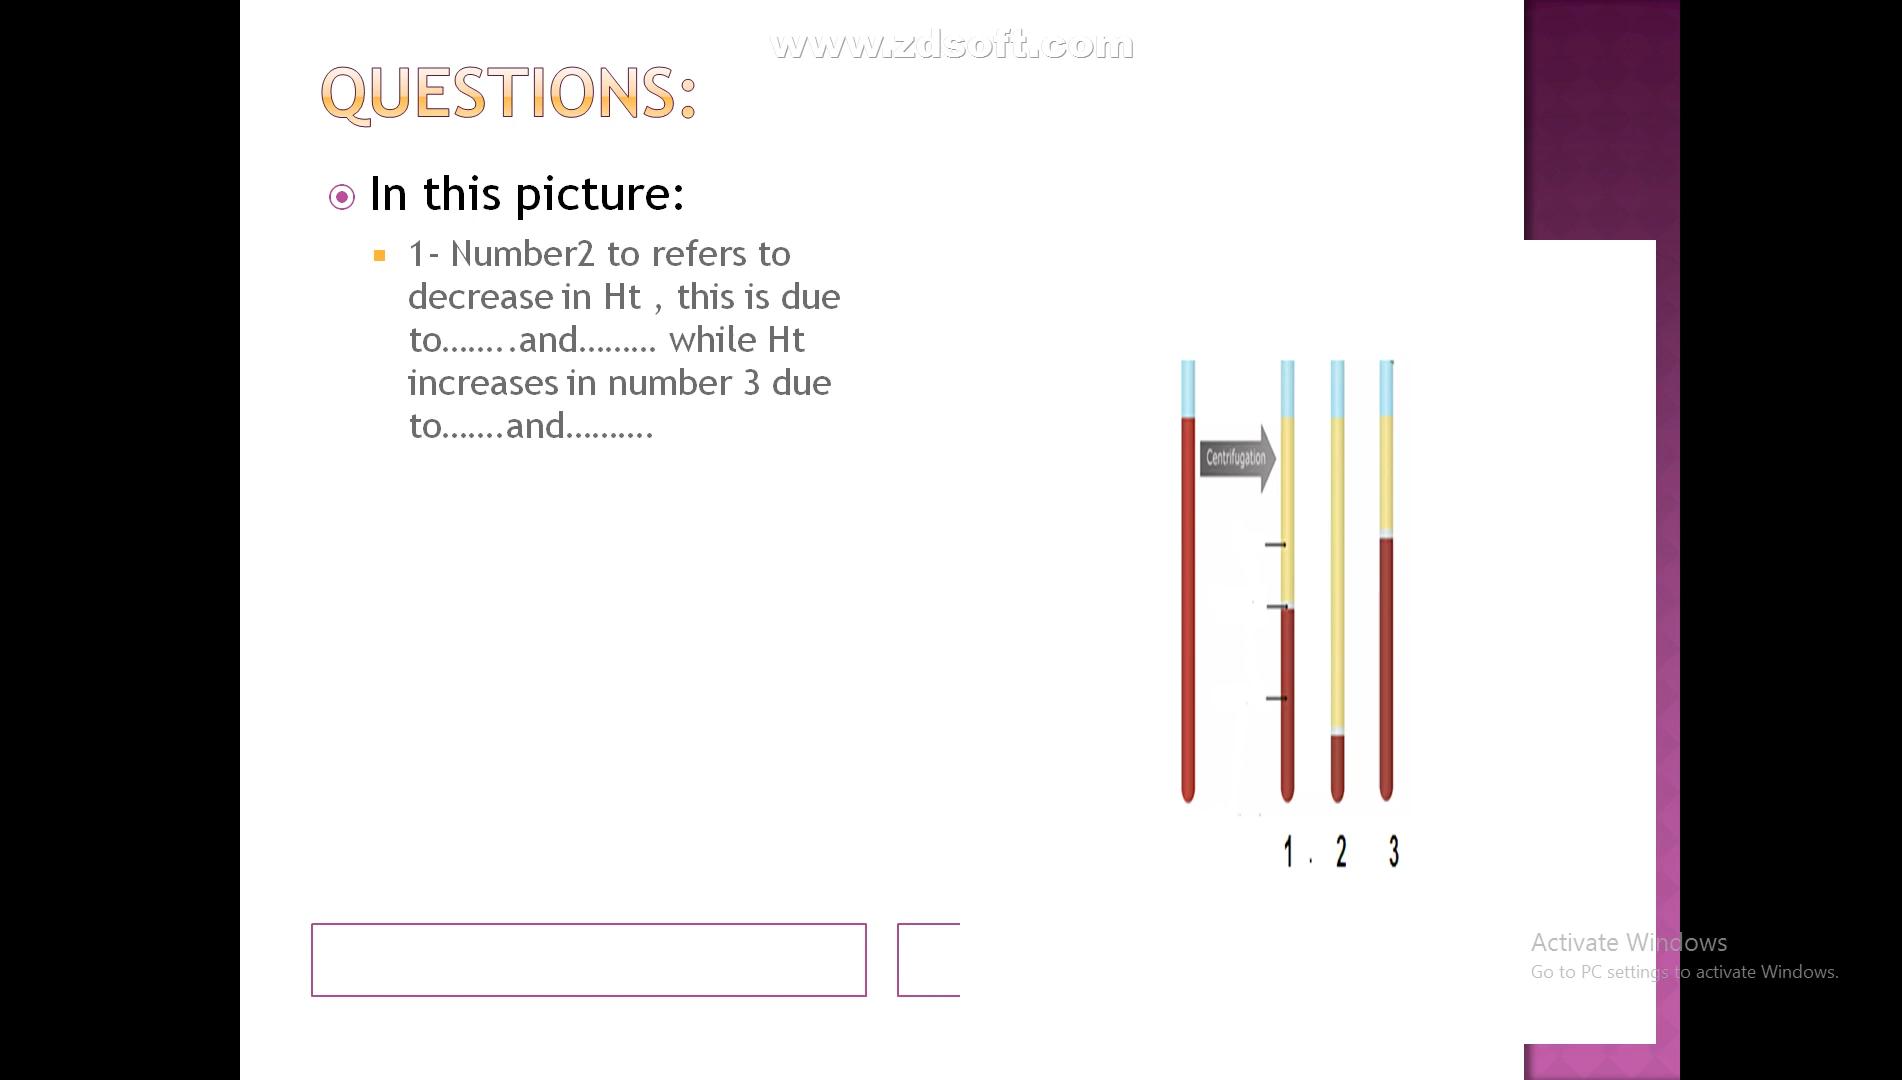 www.zdsoft.com
QUESTIONS:
In this picture:
1- Number2 to refers to
decrease in Ht , this is due
to……..and……… while Ht
increases in number 3 due
to…….and……….
Centrifugation
1 . 2 3
Activate Windows
Go to PC settings to activate Windows.